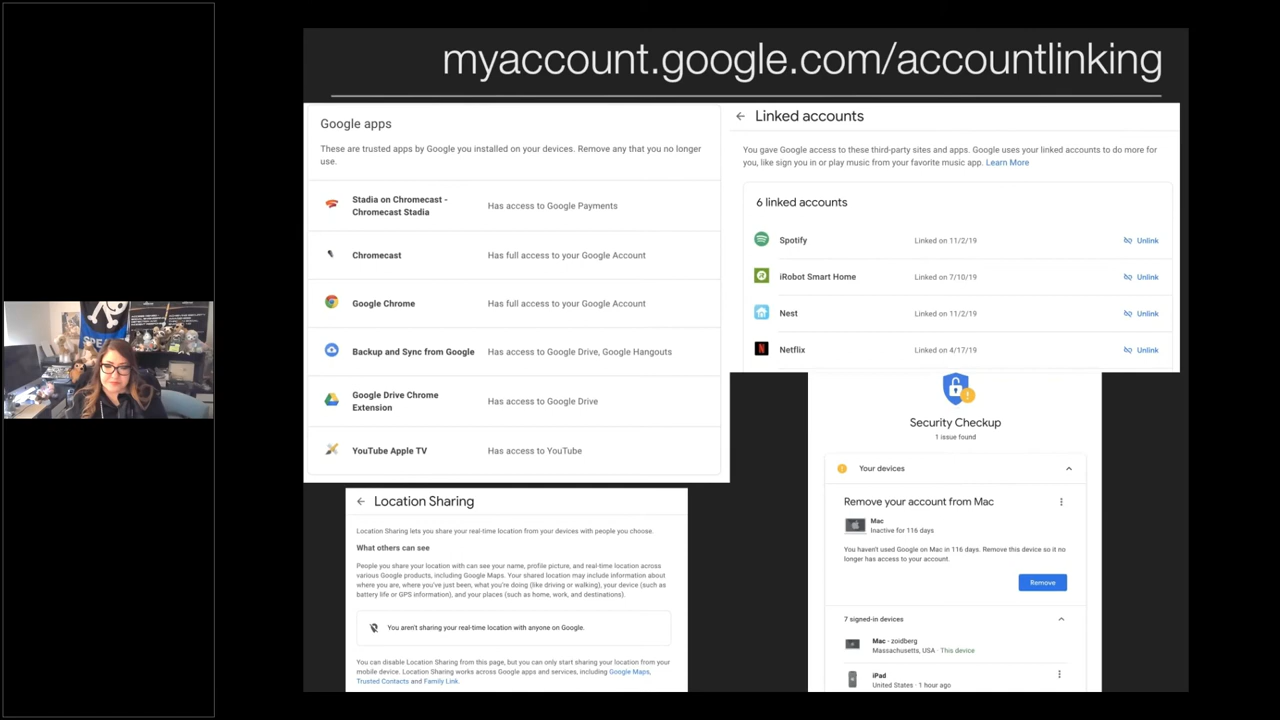 myaccount.google.com/accountlinking
Google apps
These are trusted apps by Google you installed on your devices. Remove any that you no longer
use.
Stadia on Chromecast -
Chromecast Stadia
Has access to Google Payments
Chromecast
Has full access to your Google Account
Google Chrome
Has full access to your Google Account
Backup and Sync from Google
Has access to Google Drive, Google Hangouts
Google Drive Chrome
Extension
Has access to Google Drive
YouTube Apple TV
Has access to YouTube
Linked accounts
You gave Google access to these third-party sites and apps. Google uses your linked accounts to do more for
you, like sign you in or play music from your favorite music app. Learn More
6 linked accounts
Spotify Linked on 11/2/19 Unlink
iRobot Smart Home Linked on 7/10/19 Unlink
Nest Linked on 11/2/19 Unlink
Netflix Linked on 4/17/19 Unlink
Location Sharing
Location Sharing lets you share your real-time location from your devices with people you choose.
What others can see
People you share your location with can see your name, profile picture, and real-time location across
various Google products, including Google Maps. Your shared location may include information about
where you are, where you've just been, what you're doing (like driving or walking), your device (such as
battery life or GPS information), and your places (such as home, work, and destinations).
You aren't sharing your real-time location with anyone on Google.
You can disable Location Sharing from this page, but you can only start sharing your location from your
mobile device. Location Sharing works across Google apps and services, including Google Maps,
Trusted Contacts and Family Link.
Security Checkup
1 issue found
Your devices
Remove your account from Mac
Mac
Inactive for 116 days
You haven't used Google on Mac in 116 days. Remove this device so it no
longer has access to your account.
Remove
7 signed-in devices
Mac - zoidberg
Massachusetts, USA - This device
iPad
United States - 1 hour ago